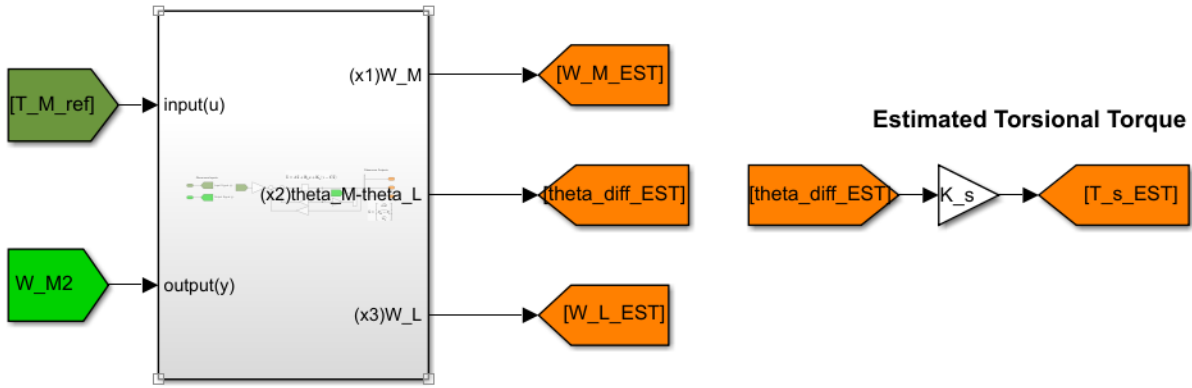 [T_M_ref]
W_M2
input(u)
output(y)
(x1)W_M
(x2)theta_M-theta_L
(x3)W_L
[W_M_EST]
[theta_diff_EST]
[W_L_EST]
Estimated Torsional Torque
[theta_diff_EST]
K_s
[T_s_EST]